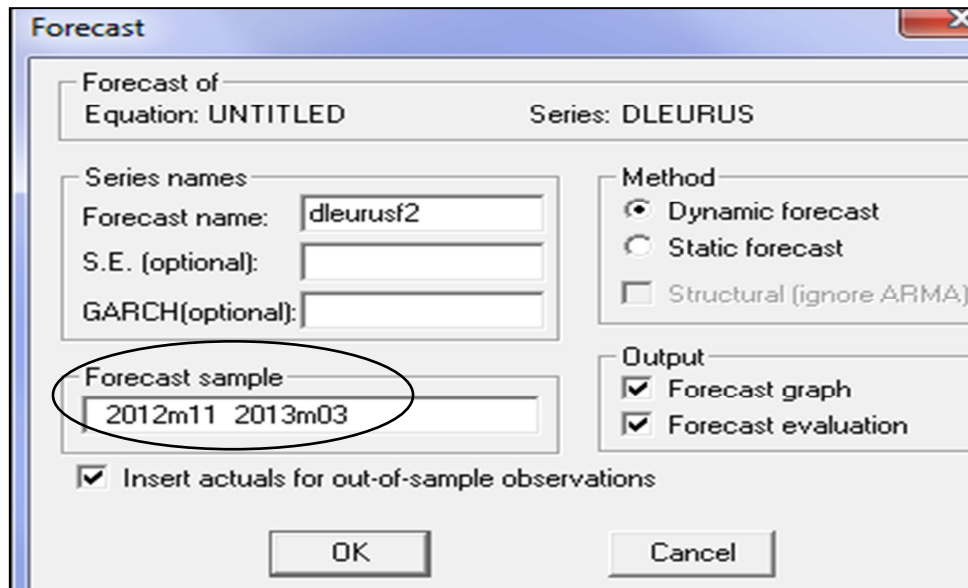 Forecast
Forecast of
Equation: UNTITLED Series: DLEURUS
Series names
Forecast name: dleurusf2
S.E. (optional):
GARCH(optional):
Method
Dynamic forecast
Static forecast
Structural (ignore ARMA)
Forecast sample
2012m11 2013m03
Output
Forecast graph
Forecast evaluation
Insert actuals for out-of-sample observations
OK Cancel